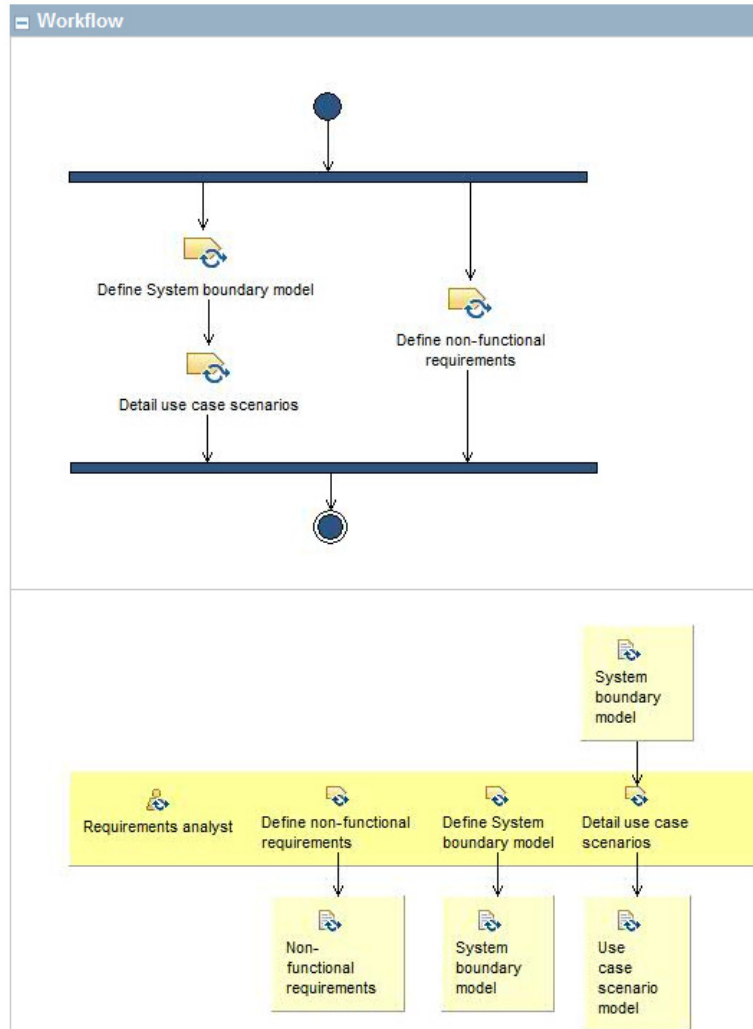 Workflow
Define System boundary model
Define non-functional
requirements
Detail use case scenarios
System
boundary
model
Requirements analyst
Define non-functional
requirements
Define System
boundary model
Detail use case
scenarios
Non-
functional
requirements
System
boundary
model
Use
case
scenario
model